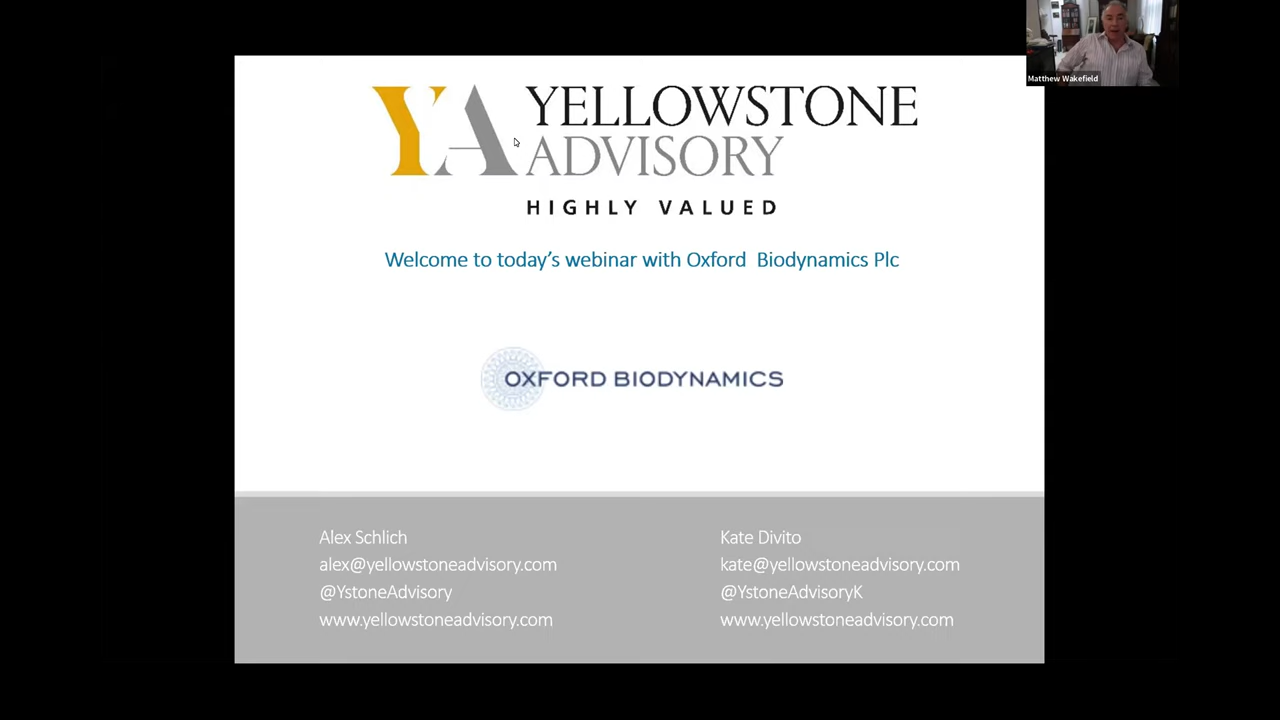 Matthew Wakefield
YA
YELLOWSTONE
ADVISORY
HIGHLY VALUED
Welcome to today's webinar with Oxford  Biodynamics Plc
OXFORD BIODYNAMICS
Alex Schlich
alex@yellowstoneadvisory.com
@YstoneAdvisory
www.yellowstoneadvisory.com
Kate Divito
kate@yellowstoneadvisory.com
@YstoneAdvisoryK
www.yellowstoneadvisory.com